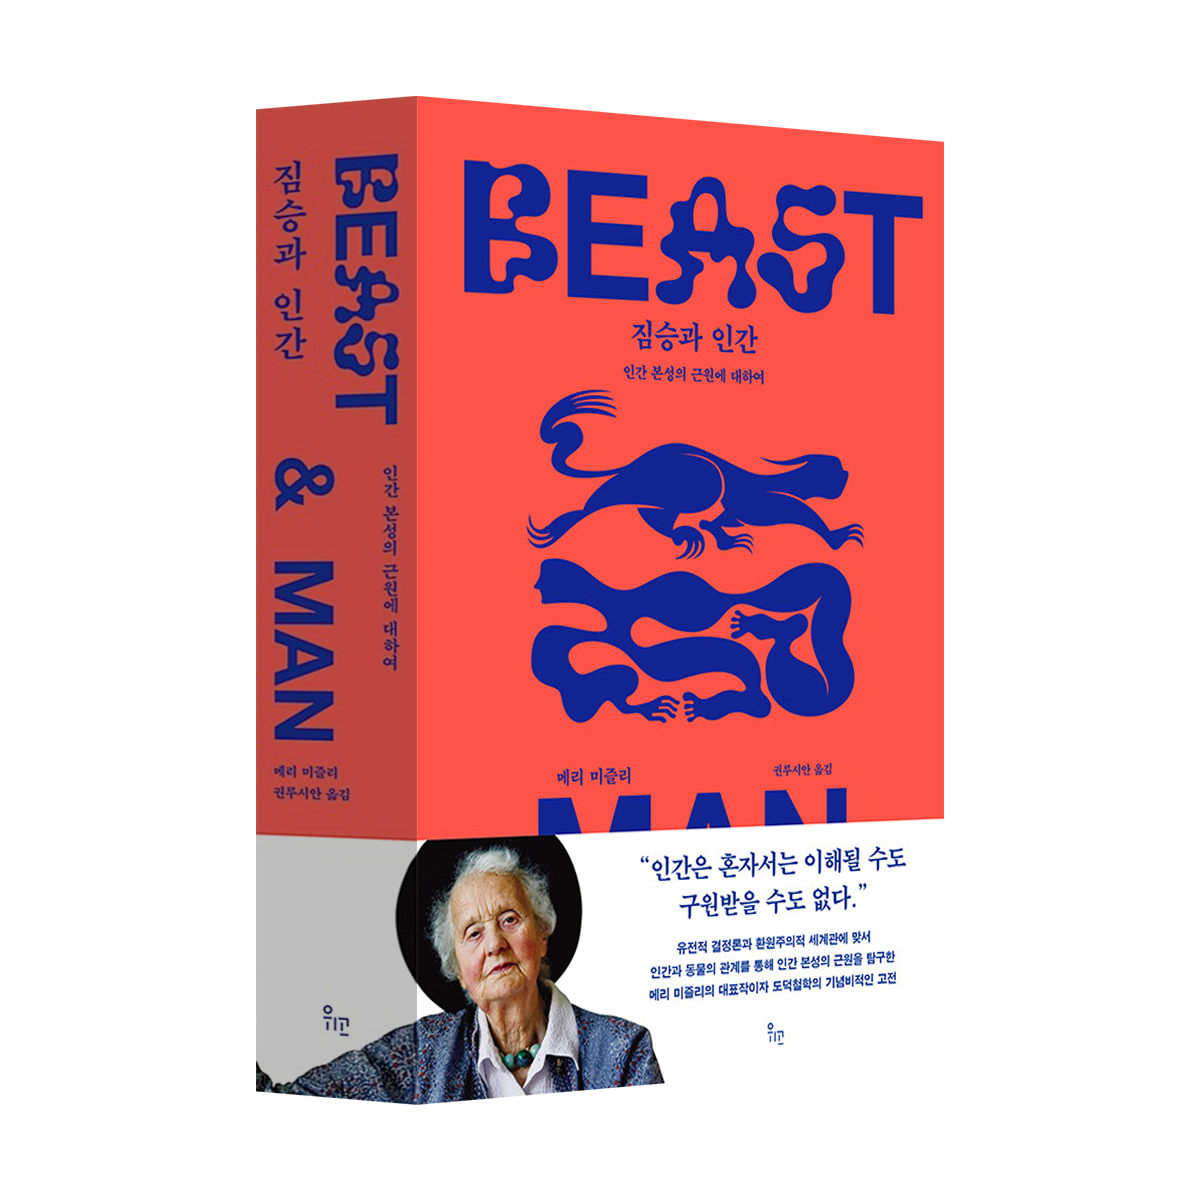 BEAST
짐승과 인간
인간 본성의 근원에 대하여
메리 미즐리
권루시안 옮김
MAN
“인간은 혼자서는 이해될 수도
구원받을 수도 없다.”
유전적 결정론과 환원주의적 세계관에 맞서
인간과 동물의 관계를 통해 인간 본성의 근원을 탐구한
메리 미즐리의 대표작이자 도덕철학의 기념비적인 고전
위고
BEAST & MAN
짐승과 인간
인간 본성의 근원에 대하여
메리 미즐리
권루시안 옮김
위고